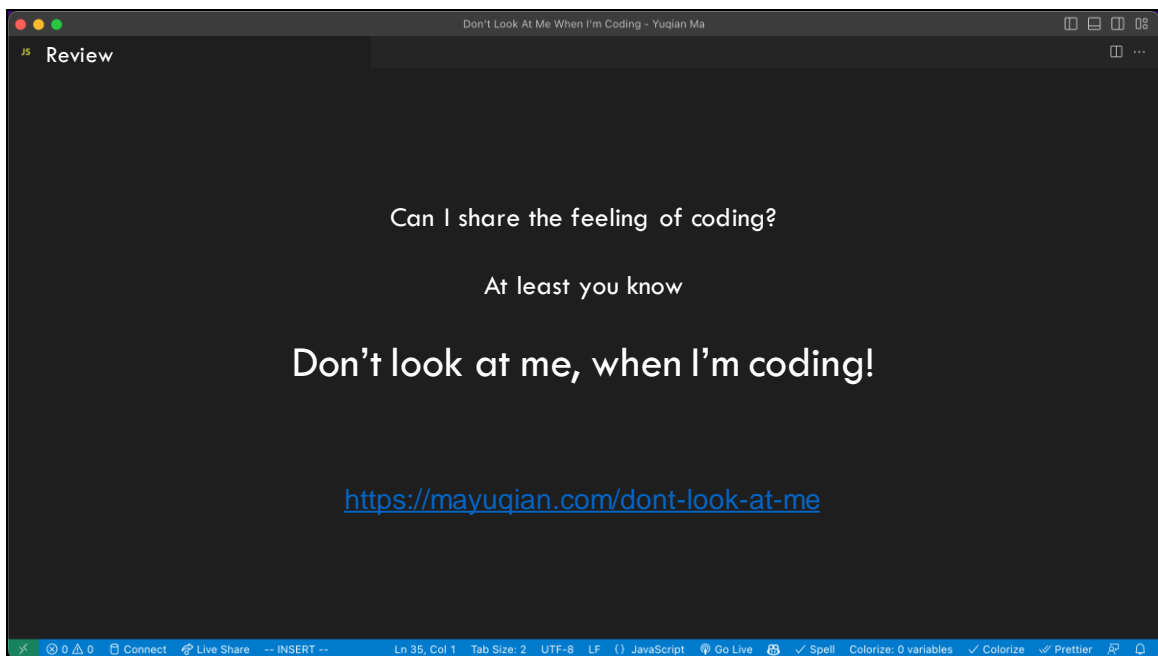 Don't Look At Me When I'm Coding - Yuqian Ma
JS Review
Can I share the feeling of coding?
At least you know
Don’t look at me, when I’m coding!
https://mayuqian.com/dont-look-at-me
0 0 Connect Live Share -- INSERT -- Ln 35, Col 1 Tab Size: 2 UTF-8 LF {} JavaScript Go Live Spell Colorize: 0 variables Colorize Prettier